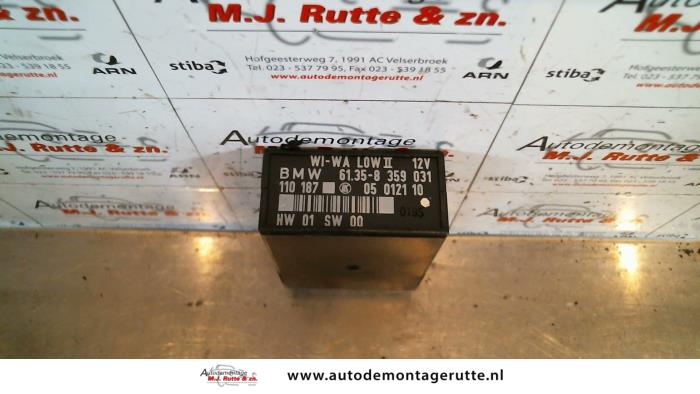 Autodemontage
M.J. Rutte & zn.
M.J. Rutte & zn.
stiba
ARN
Hofgeesterweg 7, 1991 AC Velserbroek
Tel. 023 - 537 79 95, Fax 023 - 539 18 55
www.autodemontagerutte.nl
stiba
ARN
Autodemontage
WI-WA LOW II 12V
BMW 61.35-8 359 031
110 187 05 0121 10
0195
HW 01 SW 00
Autodemontage
M.J. Rutte & zn.
www.autodemontagerutte.nl